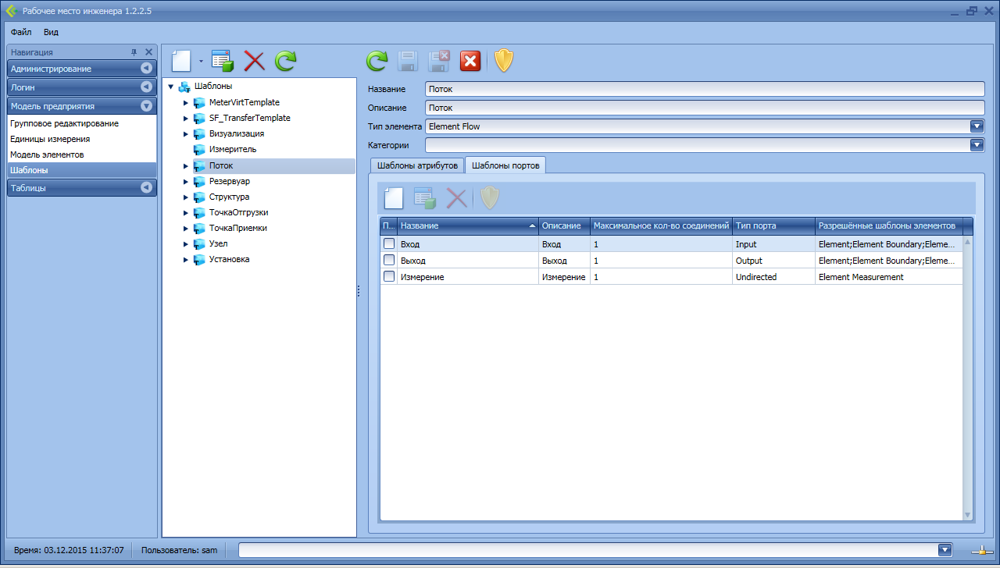 Рабочее место инженера 1.2.2.5
Файл Вид
Навигация
Администрирование
Логин
Модель предприятия
Групповое редактирование
Единицы измерения
Модель элементов
Шаблоны
Таблицы
Шаблоны
MeterVirtTemplate
SF_TransferTemplate
Визуализация
Измеритель
Поток
Резервуар
Структура
ТочкаОтгрузки
ТочкаПриемки
Узел
Установка
Название Поток
Описание Поток
Тип элемента Element Flow
Категории
Шаблоны атрибутов Шаблоны портов
П... Название Описание Максимальное кол-во соединений Тип порта Разрешённые шаблоны элементов
Вход Вход 1 Input Element;Element Boundary;Eleme...
Выход Выход 1 Output Element;Element Boundary;Eleme...
Измерение Измерение 1 Undirected Element Measurement
Время: 03.12.2015 11:37:07 Пользователь: sam